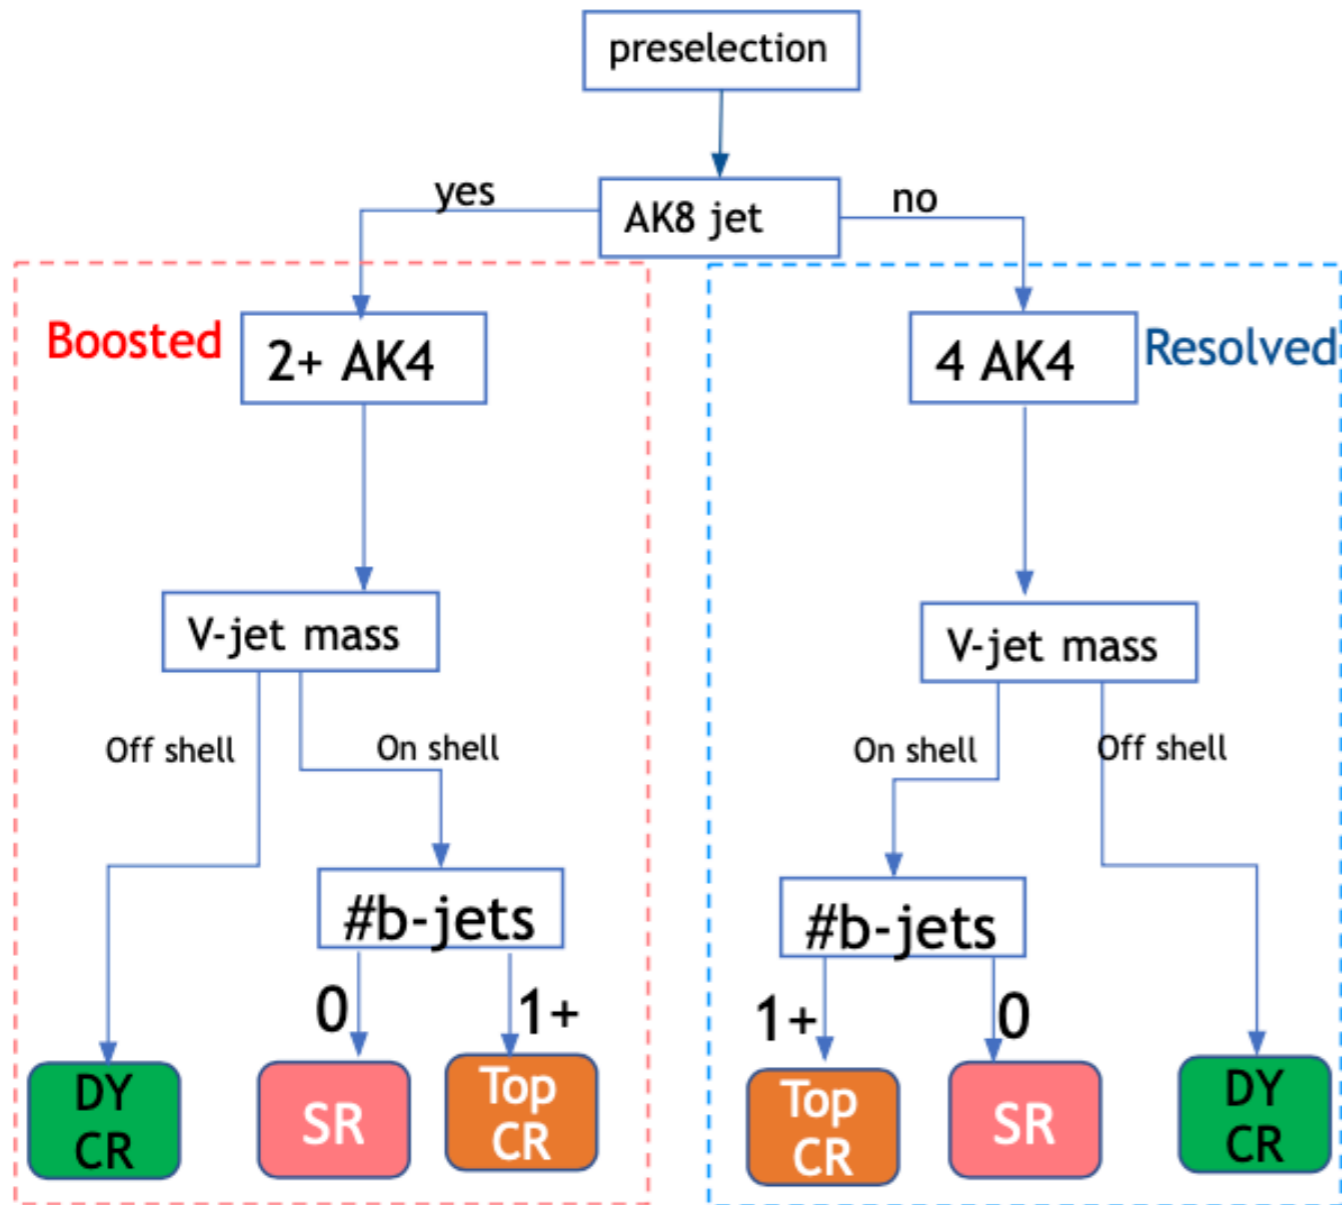 preselection
yes
AK8 jet
no
Boosted
2+ AK4
4 AK4
Resolved
V-jet mass
V-jet mass
Off shell
On shell
On shell
Off shell
#b-jets
#b-jets
0
1+
1+
0
DY
CR
SR
Top
CR
Top
CR
SR
DY
CR